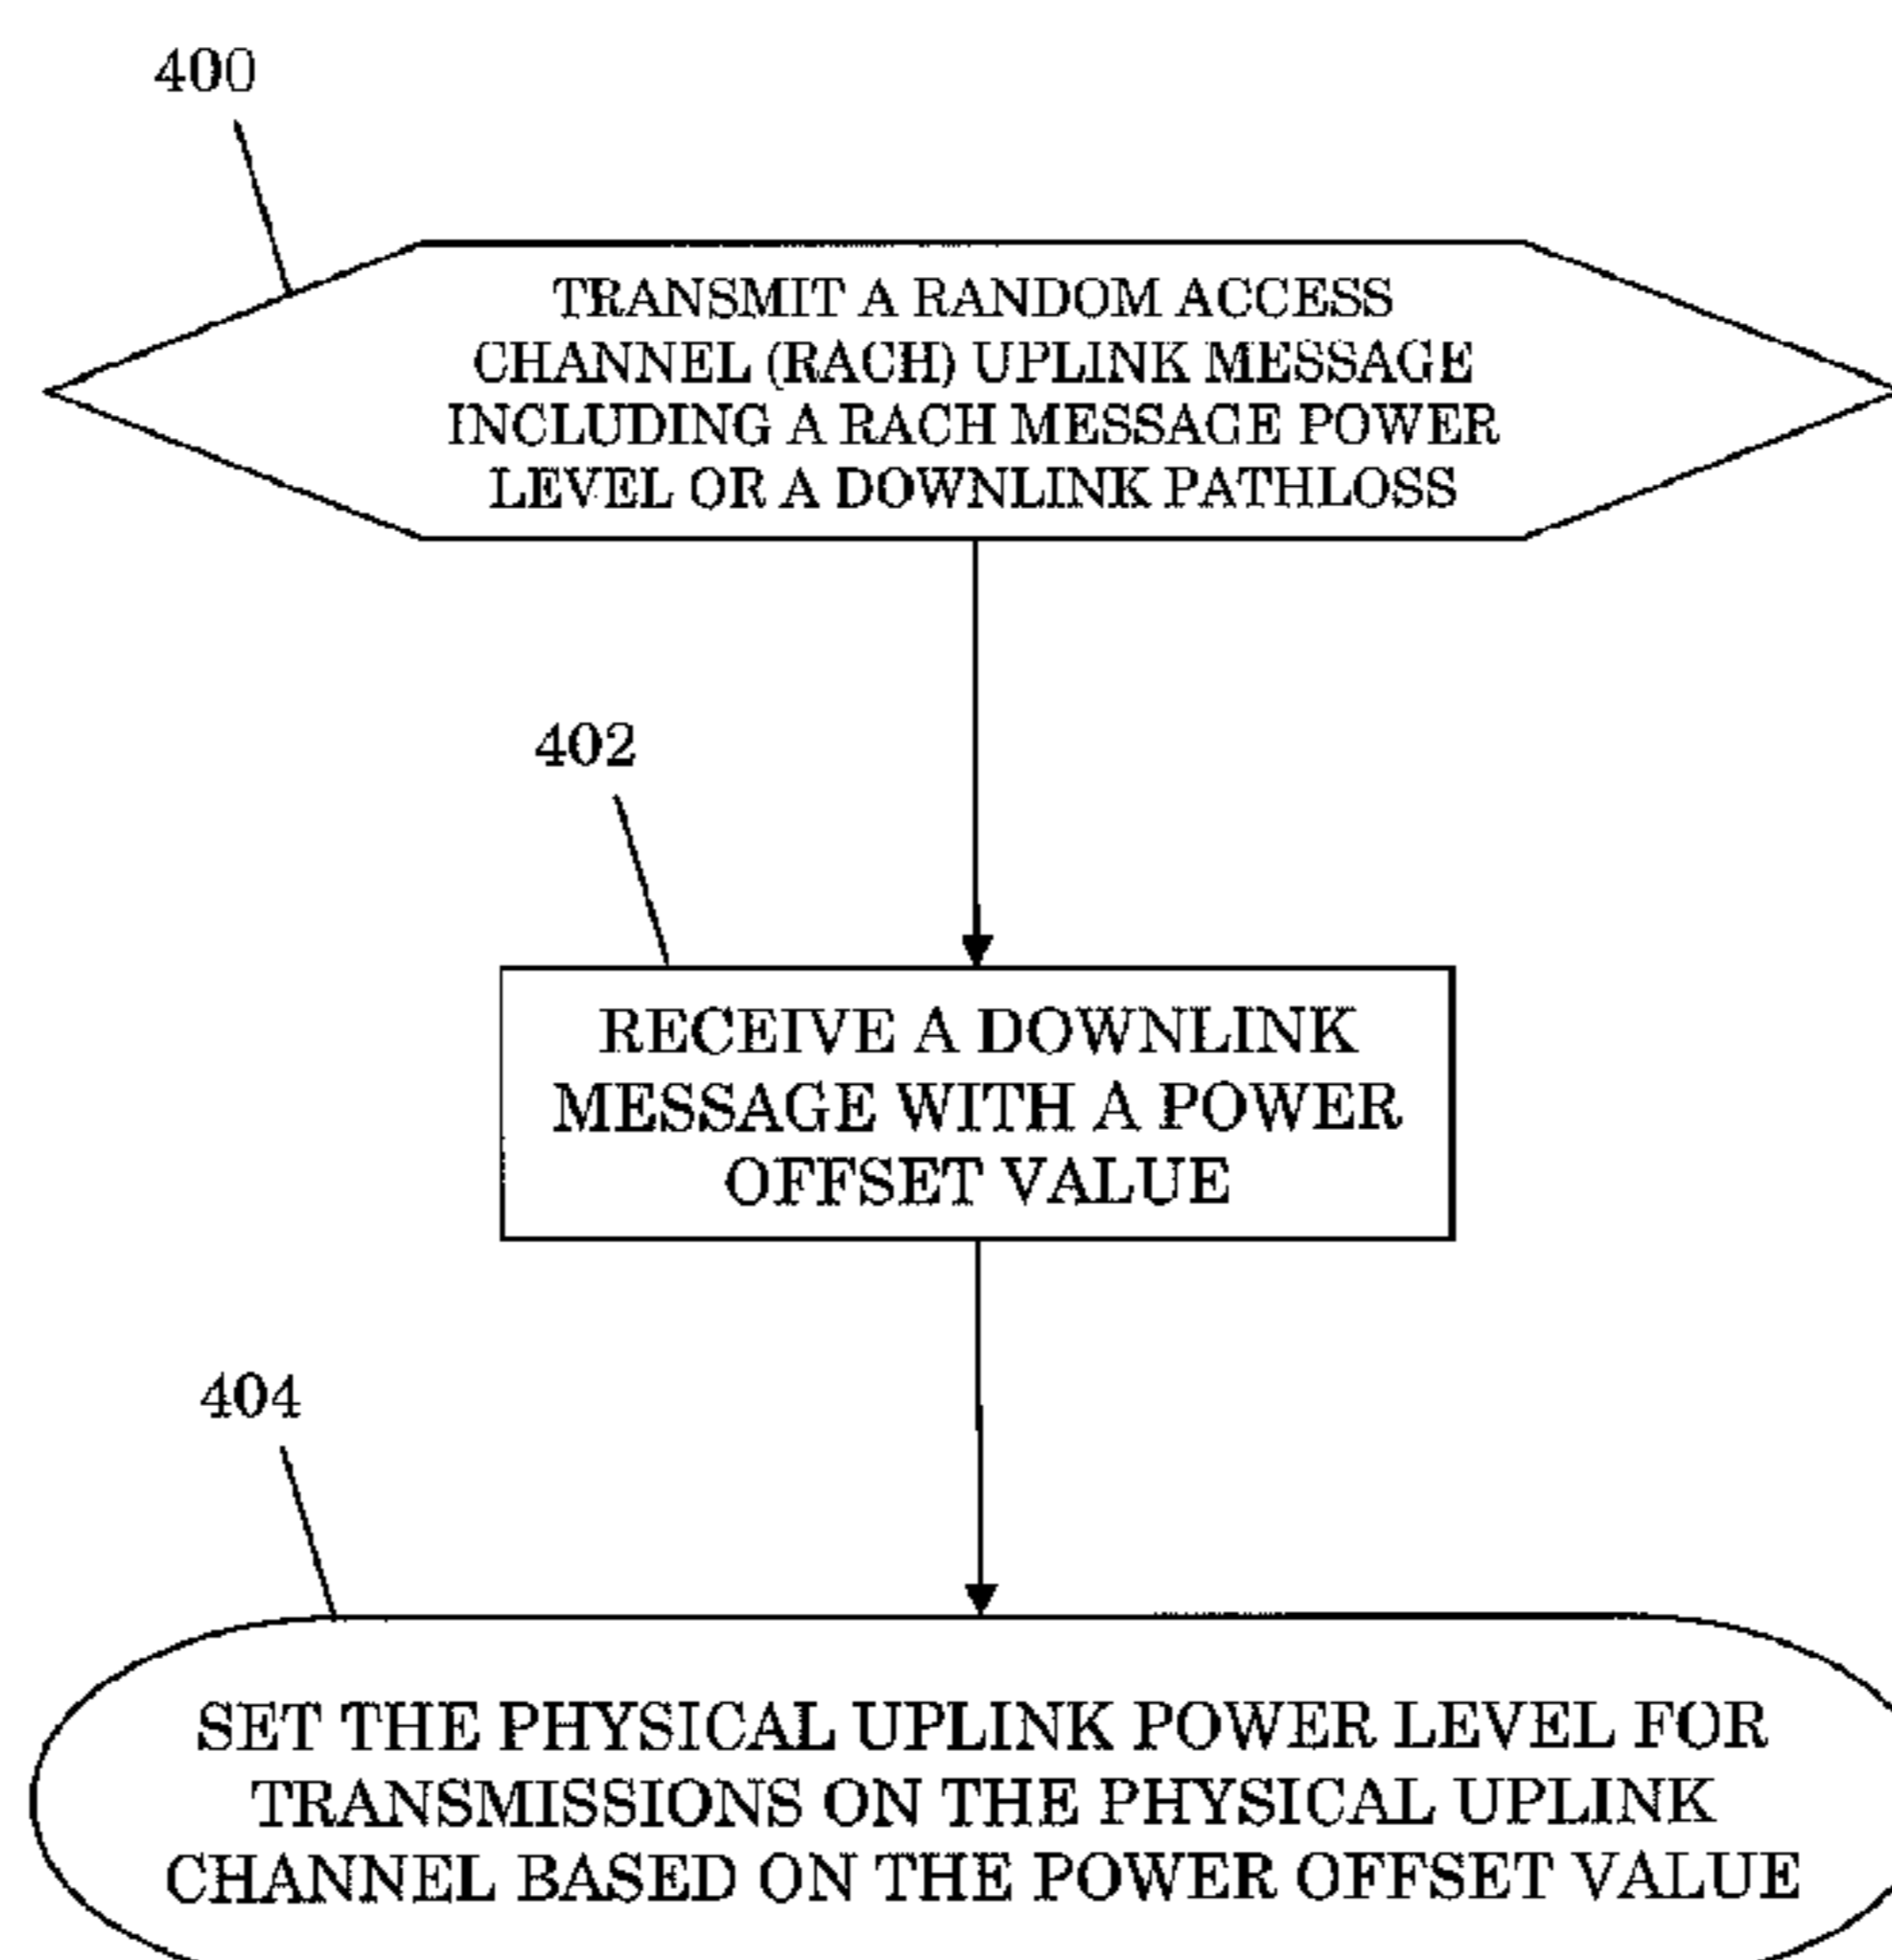 400
TRANSMIT A RANDOM ACCESS
CHANNEL (RACH) UPLINK MESSAGE
INCLUDING A RACH MESSAGE POWER
LEVEL OR A DOWNLINK PATHLOSS
402
RECEIVE A DOWNLINK
MESSAGE WITH A POWER
OFFSET VALUE
404
SET THE PHYSICAL UPLINK POWER LEVEL FOR
TRANSMISSIONS ON THE PHYSICAL UPLINK
CHANNEL BASED ON THE POWER OFFSET VALUE